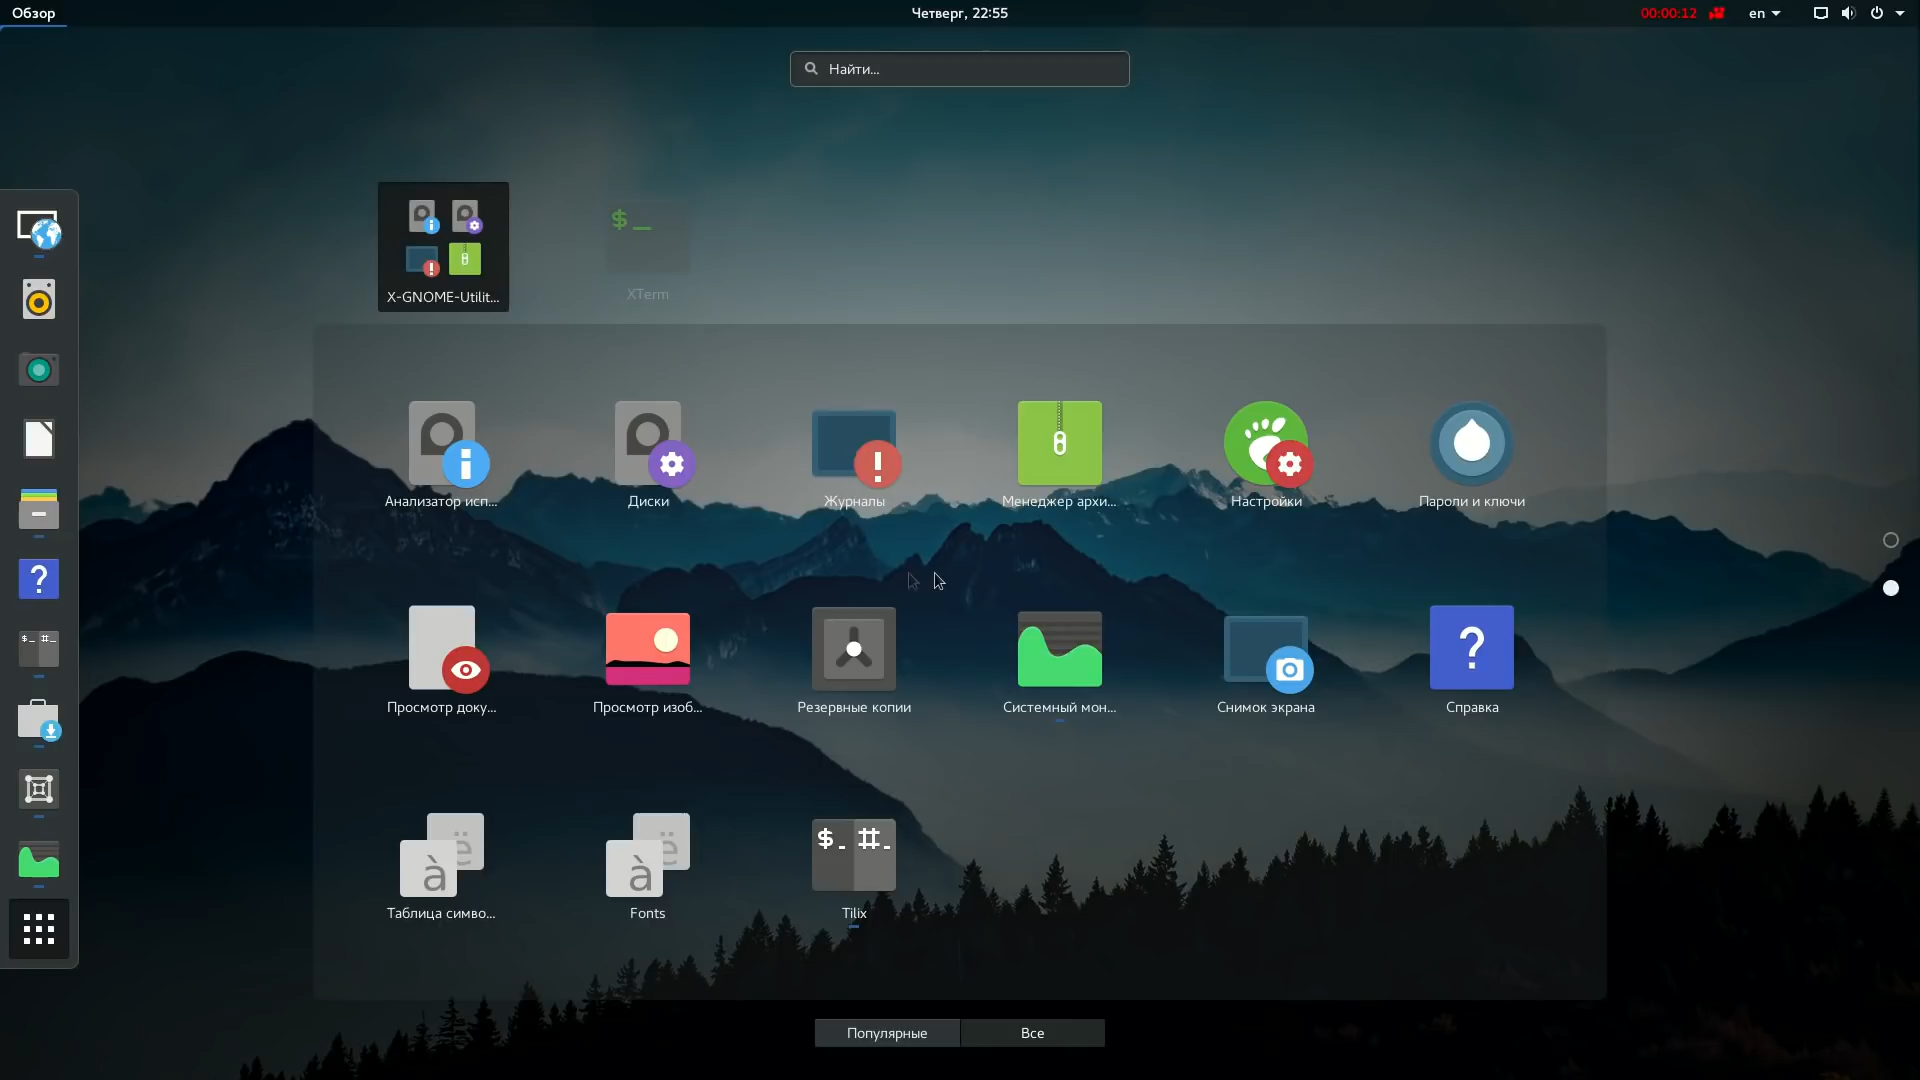 Обзор
Четверг, 22:55
00:00:12
en
Найти...
X-GNOME-Utilit...
$_
XTerm
Анализатор исп...
Диски
Журналы
Менеджер архи...
Настройки
Пароли и ключи
Просмотр доку...
Просмотр изоб...
Резервные копии
Системный мон...
Снимок экрана
?
Справка
ë
à
Таблица симво...
ë
à
Fonts
$_ #_
Tilix
?
$_ #_
Популярные
Все